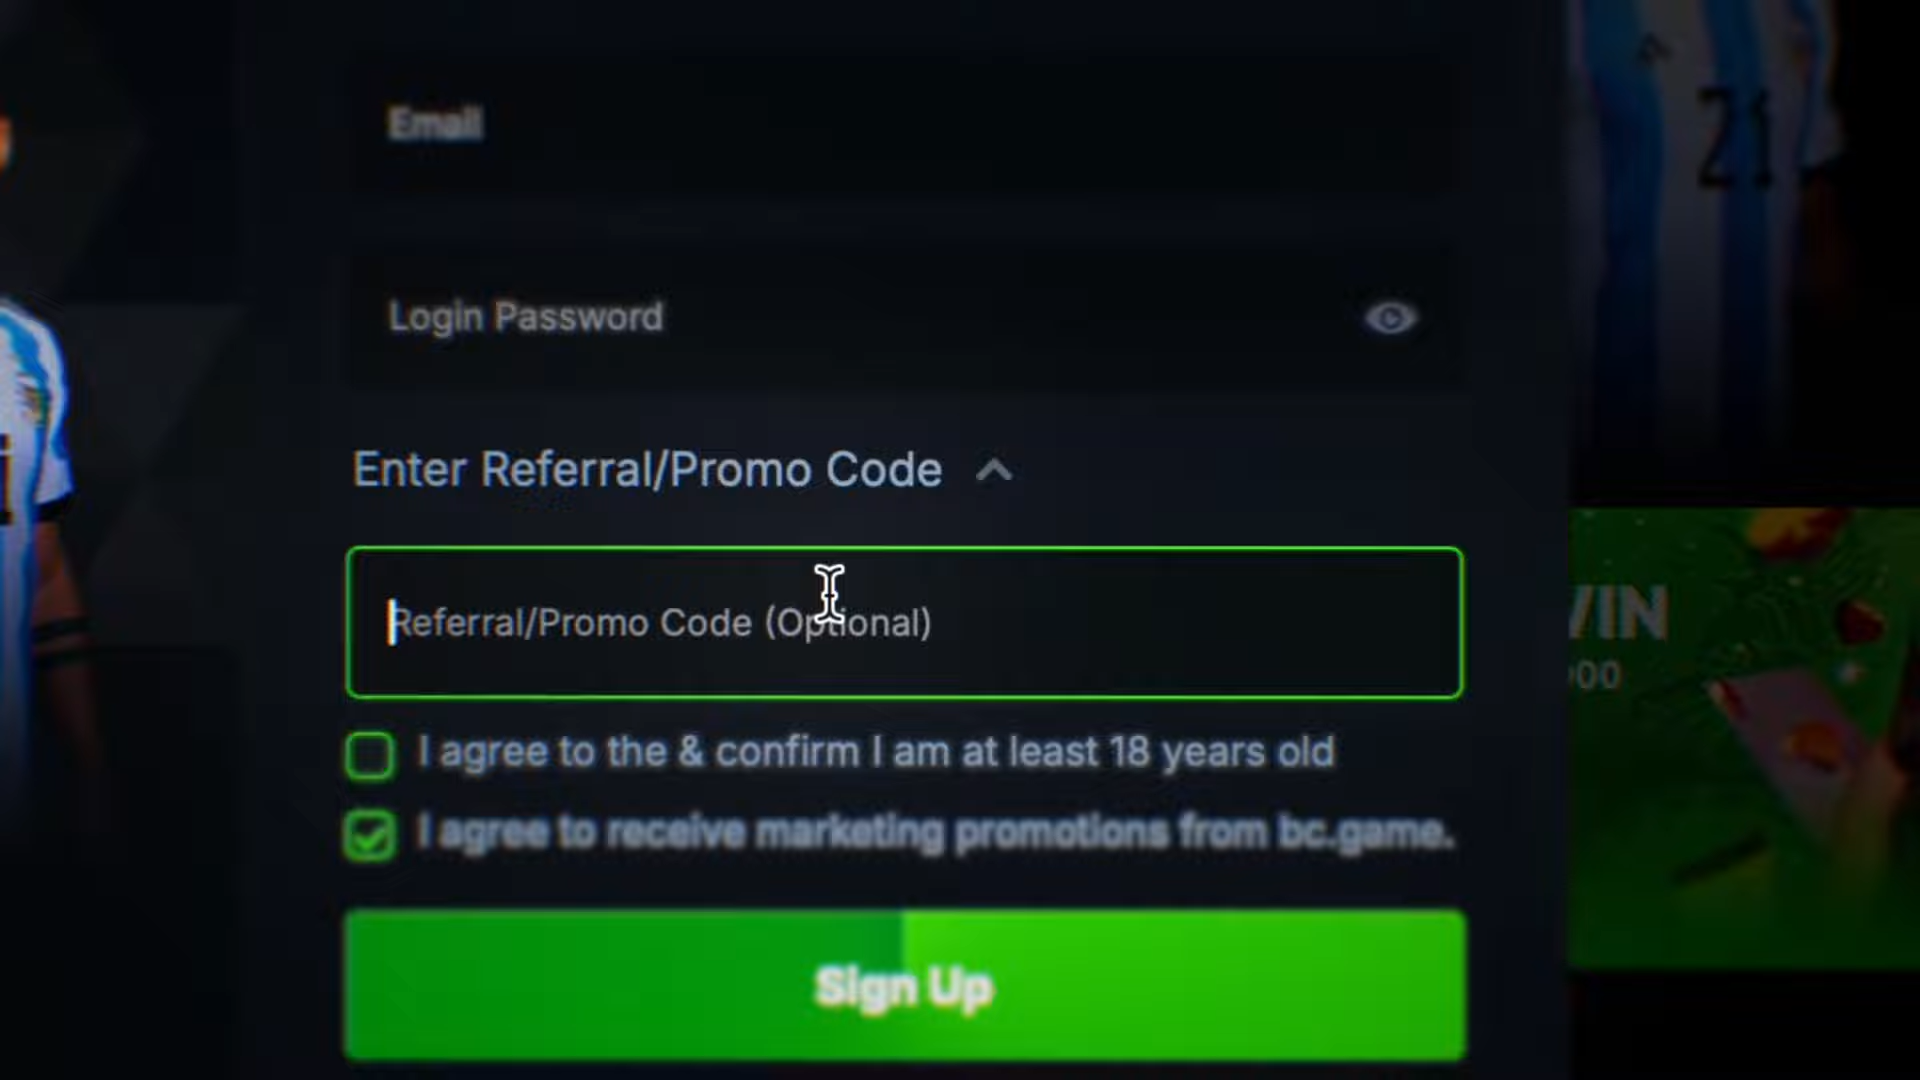 21
Email
Login Password
Enter Referral/Promo Code
Referral/Promo Code (Optional)
I agree to the & confirm I am at least 18 years old
I agree to receive marketing promotions from bc.game.
Sign Up